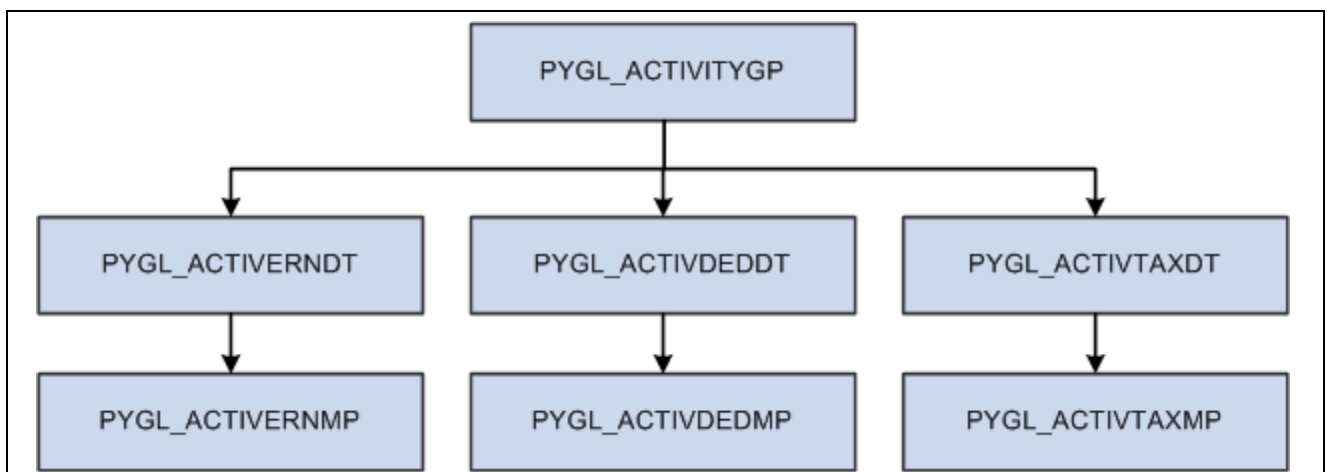 PYGL_ACTIVITYGP
PYGL_ACTIVERNDT
PYGL_ACTIVDEDDT
PYGL_ACTIVTAXDT
PYGL_ACTIVERNMP
PYGL_ACTIVDEDMP
PYGL_ACTIVTAXMP